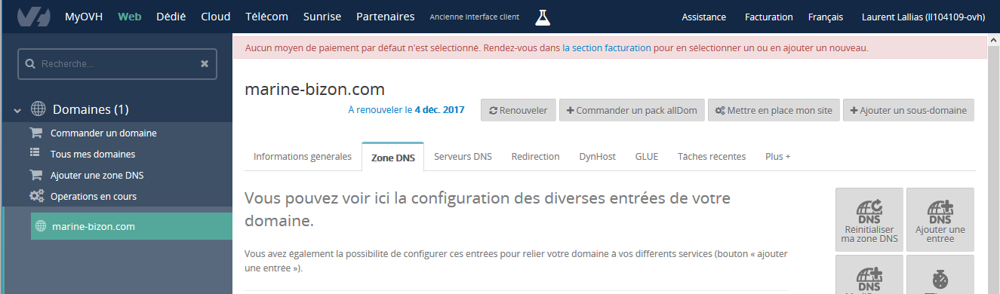 MyOVH Web Dédié Cloud Télécom Sunrise Partenaires Ancienne interface client Assistance Facturation Français Laurent Lallias (ll104109-ovh)
Aucun moyen de paiement par défaut n'est sélectionné. Rendez-vous dans la section facturation pour en sélectionner un ou en ajouter un nouveau.
Recherche...
marine-bizon.com
Domaines (1)
À renouveler le 4 déc. 2017 Renouveler Commander un pack allDom Mettre en place mon site Ajouter un sous-domaine
Commander un domaine
Tous mes domaines
Ajouter une zone DNS
Opérations en cours
marine-bizon.com
Informations générales Zone DNS Serveurs DNS Redirection DynHost GLUE Tâches récentes Plus +
Vous pouvez voir ici la configuration des diverses entrées de votre
domaine.
Vous avez également la possibilité de configurer ces entrées pour relier votre domaine à vos différents services (bouton « ajouter
une entrée »).
DNS
Réinitialiser
ma zone DNS
DNS
Ajouter une
entrée
DNS